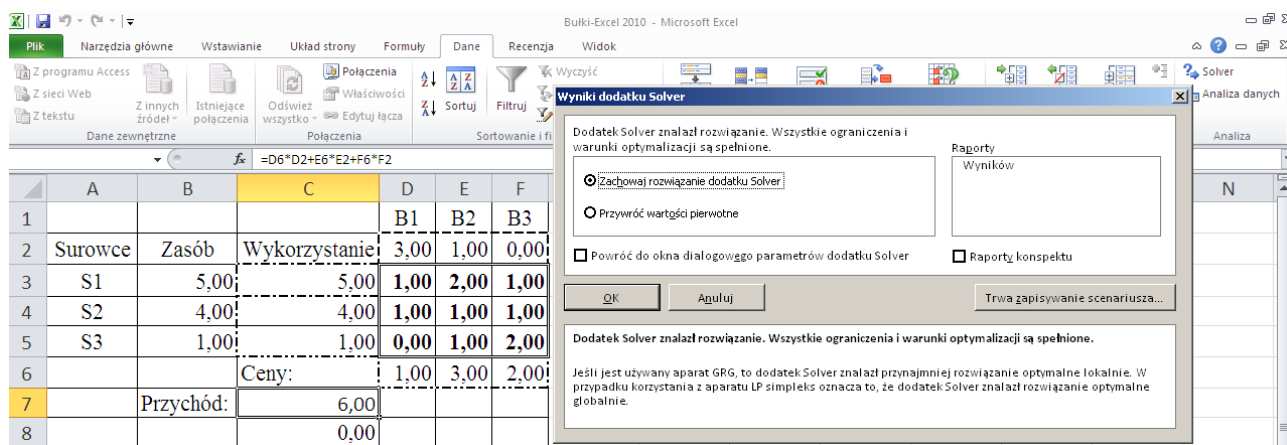 Bułki-Excel 2010 - Microsoft Excel
Plik Narzędzia główne Wstawianie Układ strony Formuły Dane Recenzja Widok
Z programu Access
Z sieci Web
Z tekstu
Z innych źródeł
Istniejące połączenia
Dane zewnętrzne
Odśwież wszystko
Połączenia
Właściwości
Edytuj łącza
Połączenia
Sortuj
Filtruj
Wyczyść
Sortowanie i fi
Solver
Analiza danych
Analiza
fx =D6*D2+E6*E2+F6*F2
A B C D E F N
1 B1 B2 B3
2 Surowce Zasób Wykorzystanie 3,00 1,00 0,00
3 S1 5,00 5,00 1,00 2,00 1,00
4 S2 4,00 4,00 1,00 1,00 1,00
5 S3 1,00 1,00 0,00 1,00 2,00
6 Ceny: 1,00 3,00 2,00
7 Przychód: 6,00
8 0,00
Wyniki dodatku Solver
Dodatek Solver znalazł rozwiązanie. Wszystkie ograniczenia i
warunki optymalizacji są spełnione.
Zachowaj rozwiązanie dodatku Solver
Przywróć wartości pierwotne
Raporty
Wyników
Powróć do okna dialogowego parametrów dodatku Solver
Raporty konspektu
OK Anuluj Trwa zapisywanie scenariusza...
Dodatek Solver znalazł rozwiązanie. Wszystkie ograniczenia i warunki optymalizacji są spełnione.
Jeśli jest używany aparat GRG, to dodatek Solver znalazł przynajmniej rozwiązanie optymalne lokalnie. W
przypadku korzystania z aparatu LP simpleks oznacza to, że dodatek Solver znalazł rozwiązanie optymalne
globalnie.